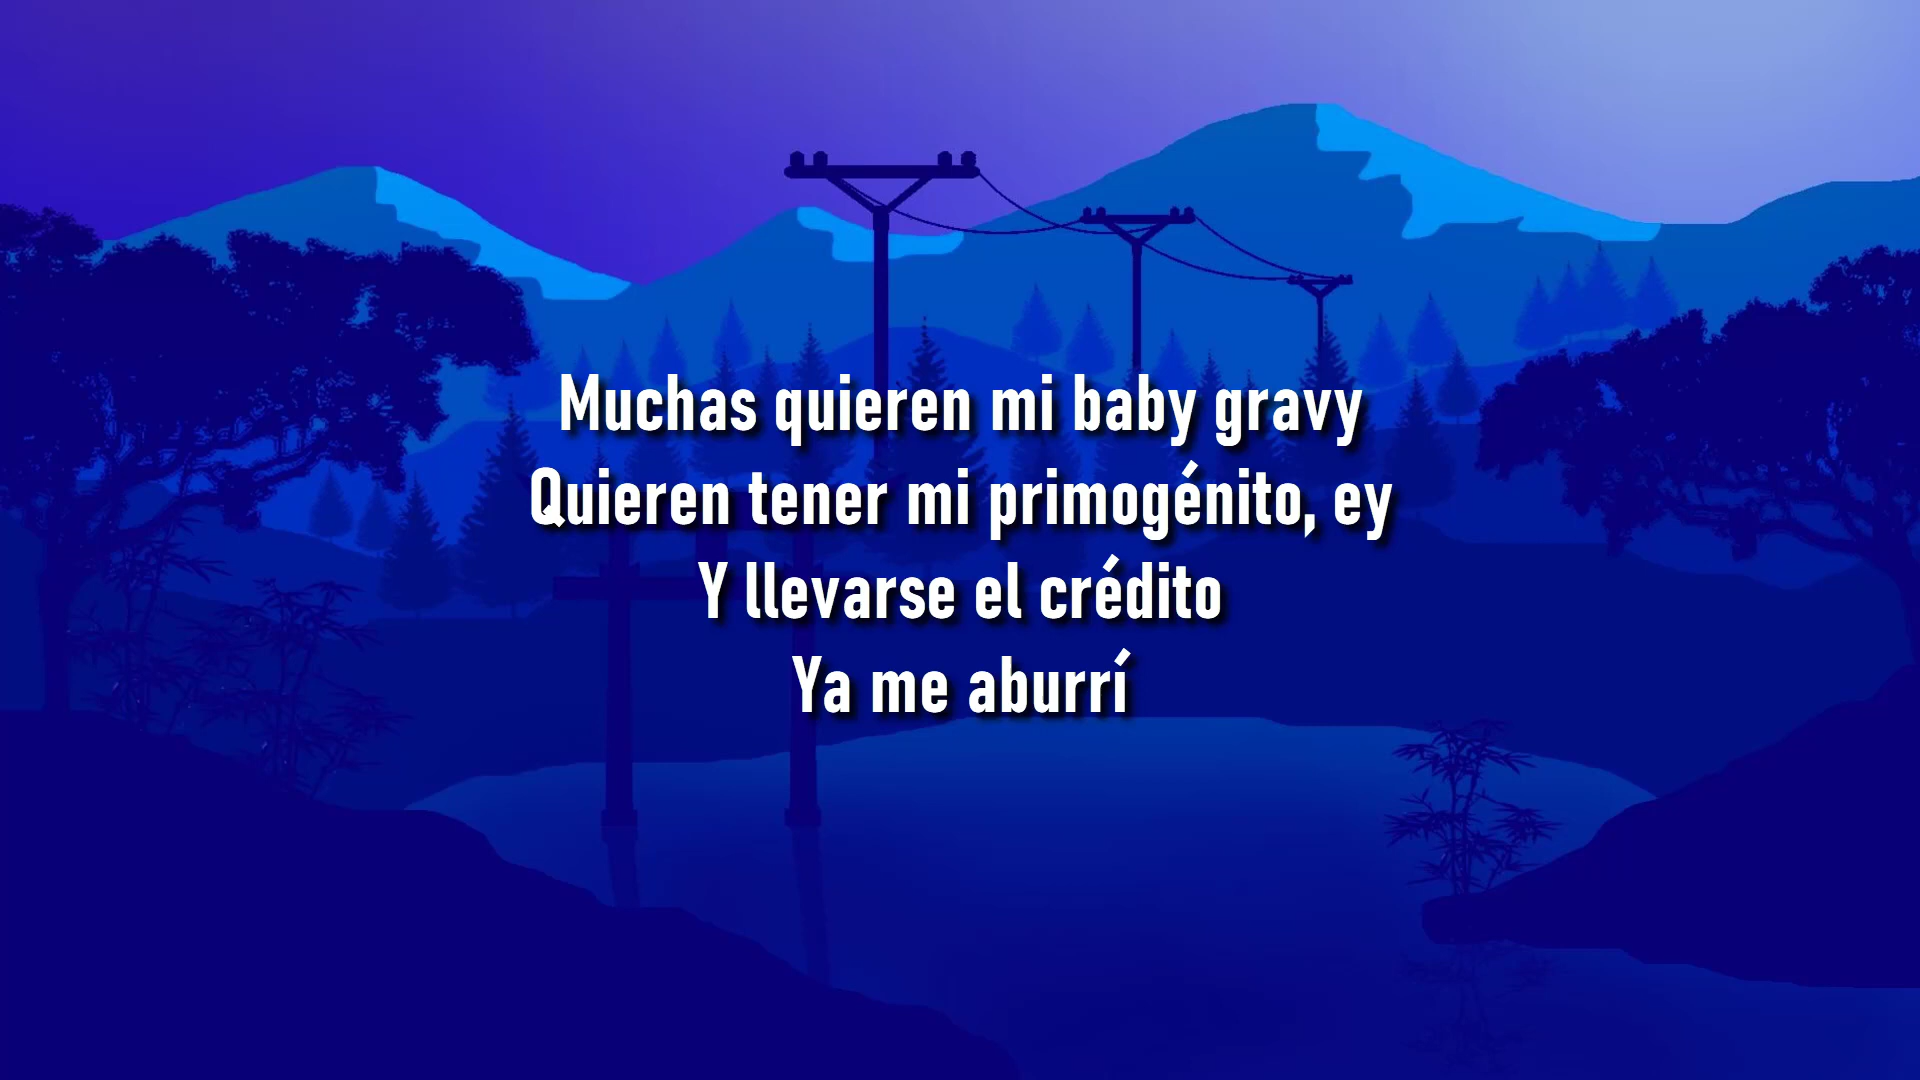 Muchas quieren mi baby gravy
Quieren tener mi primogénito, ey
Y llevarse el crédito
Ya me aburrí